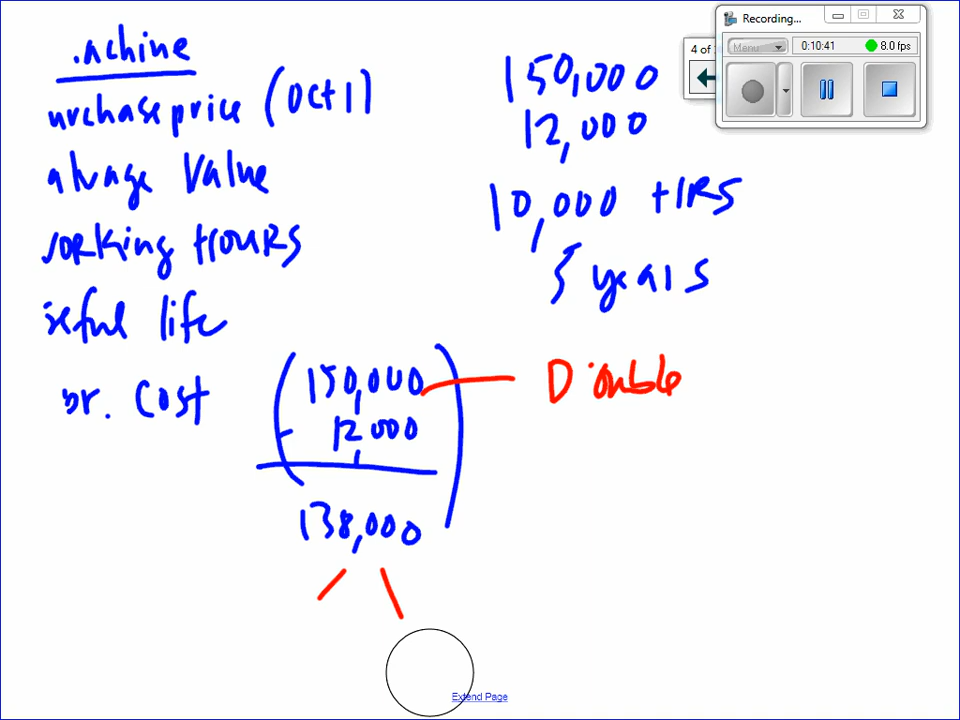 .achine
urchase price (Oct 1)
alvage Value
working HOURS
seful life
pr. Cost
150,000
12,000
10,000 HRS
5 years
(150,000
- 12,000)
138,000
Double
Recording...
4 of
Menu
0:10:41
8.0 fps
Extend Page